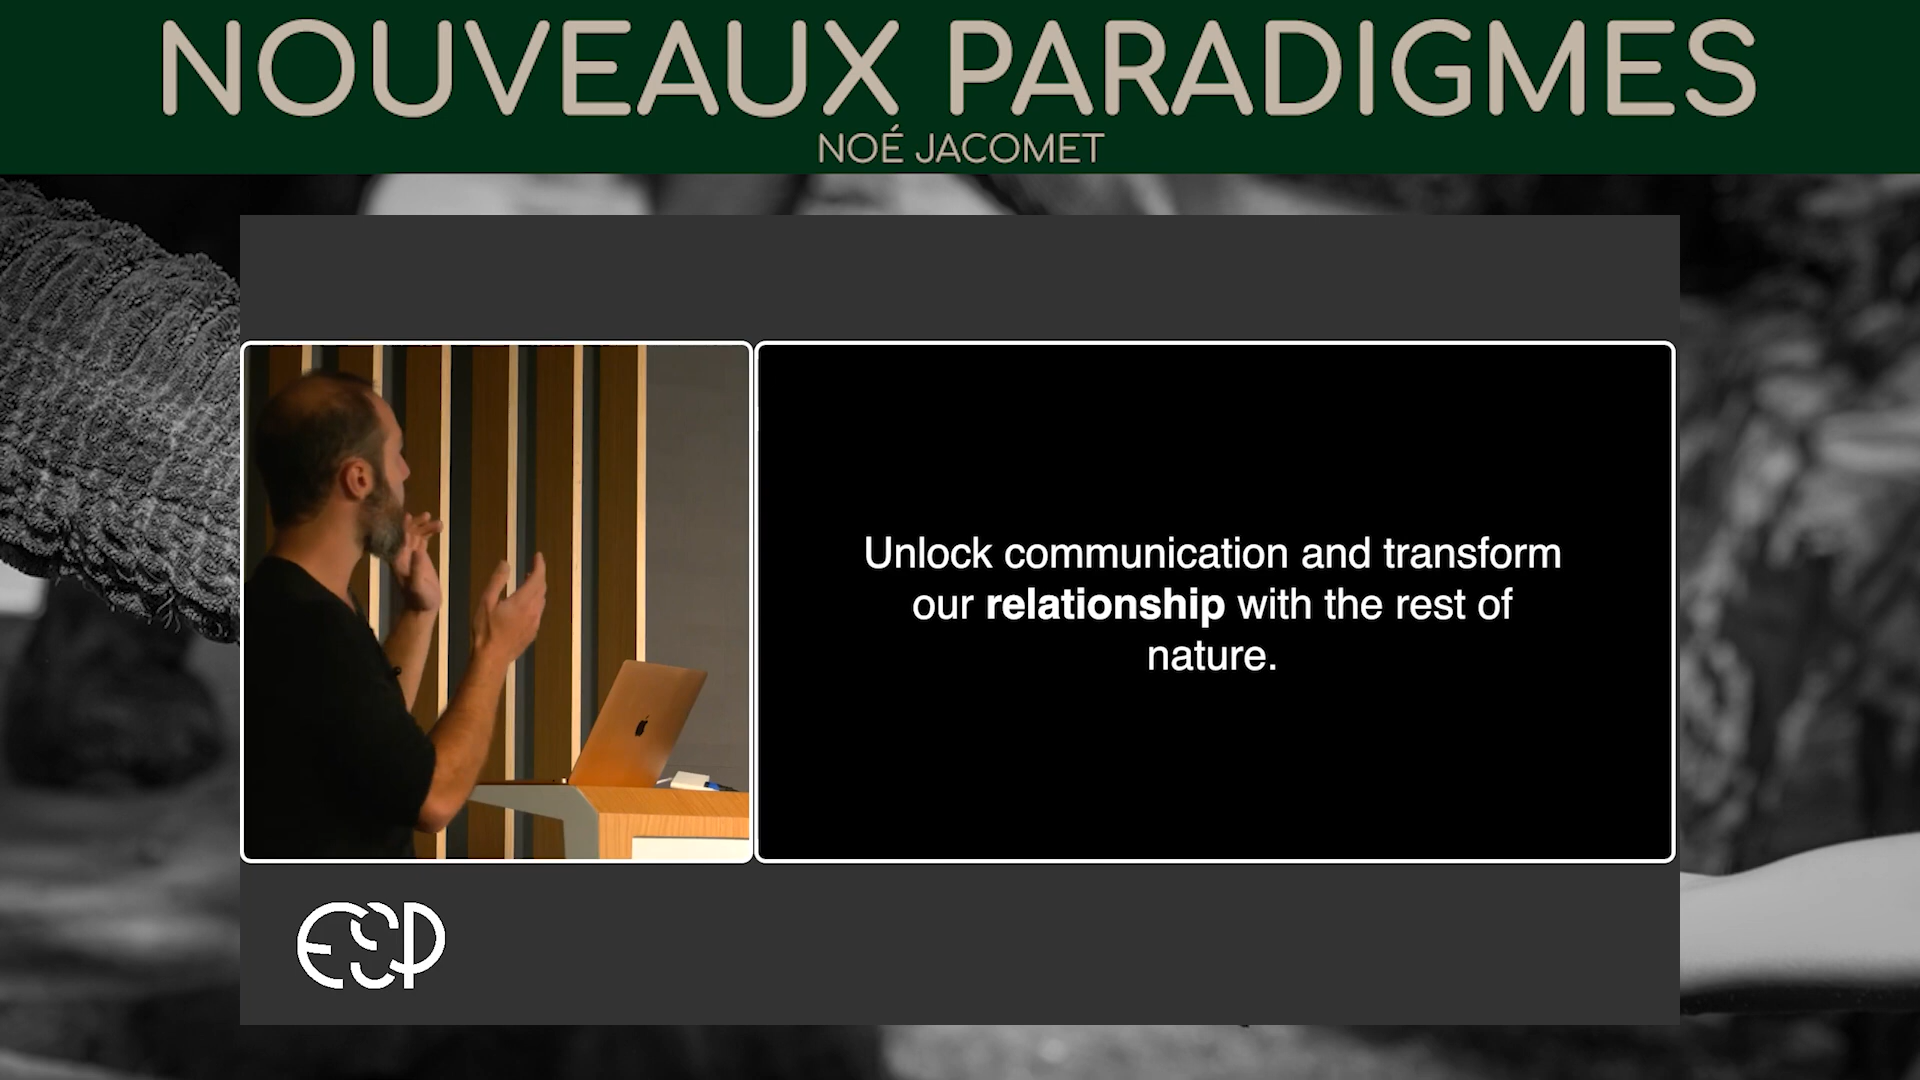 NOUVEAUX PARADIGMES
NOÉ JACOMET
Unlock communication and transform
our relationship with the rest of
nature.
ESP